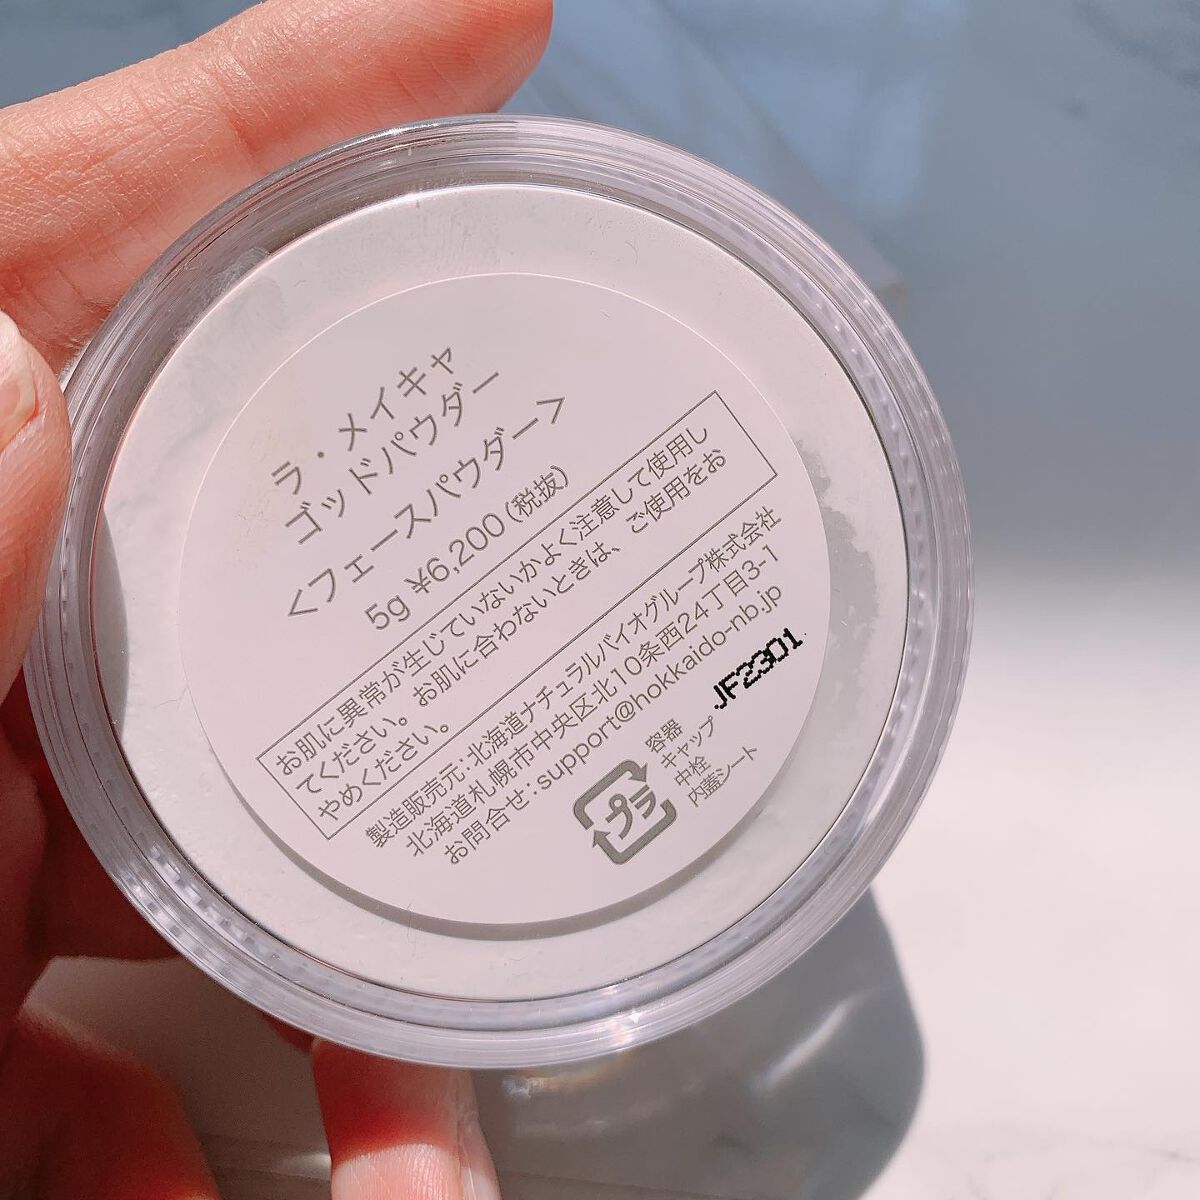 ラ・メイキャ
ゴッドパウダー
<フェースパウダー>
5g ¥6,200(税抜)
お肌に異常が生じていないかよく注意して使用し
てください。お肌に合わないときは、ご使用をお
やめください。
製造販売元:北海道ナチュラルバイオグループ株式会社
北海道札幌市中央区北10条西24丁目3-1
お問合せ:support@hokkaido-nb.jp
JF2301
プラ
容器
キャップ
中栓
内蓋シート